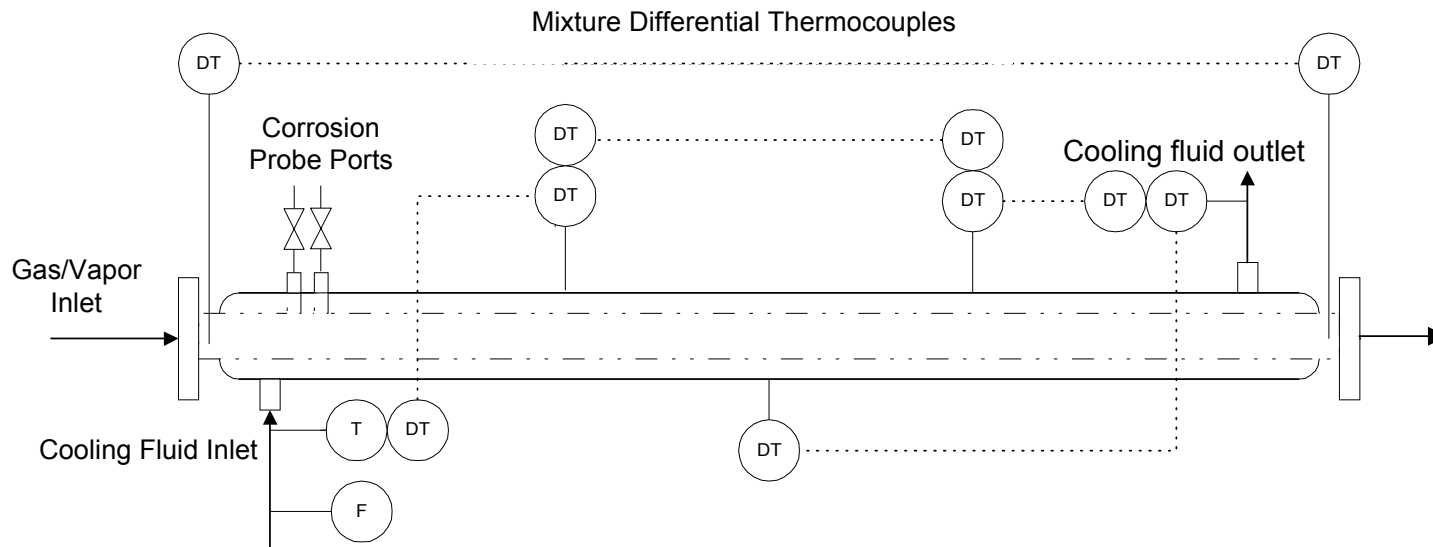 Mixture Differential Thermocouples
DT
DT
Corrosion
Probe Ports
DT
DT
DT
DT
Cooling fluid outlet
DT
DT
Gas/Vapor
Inlet
Cooling Fluid Inlet
T
DT
DT
F